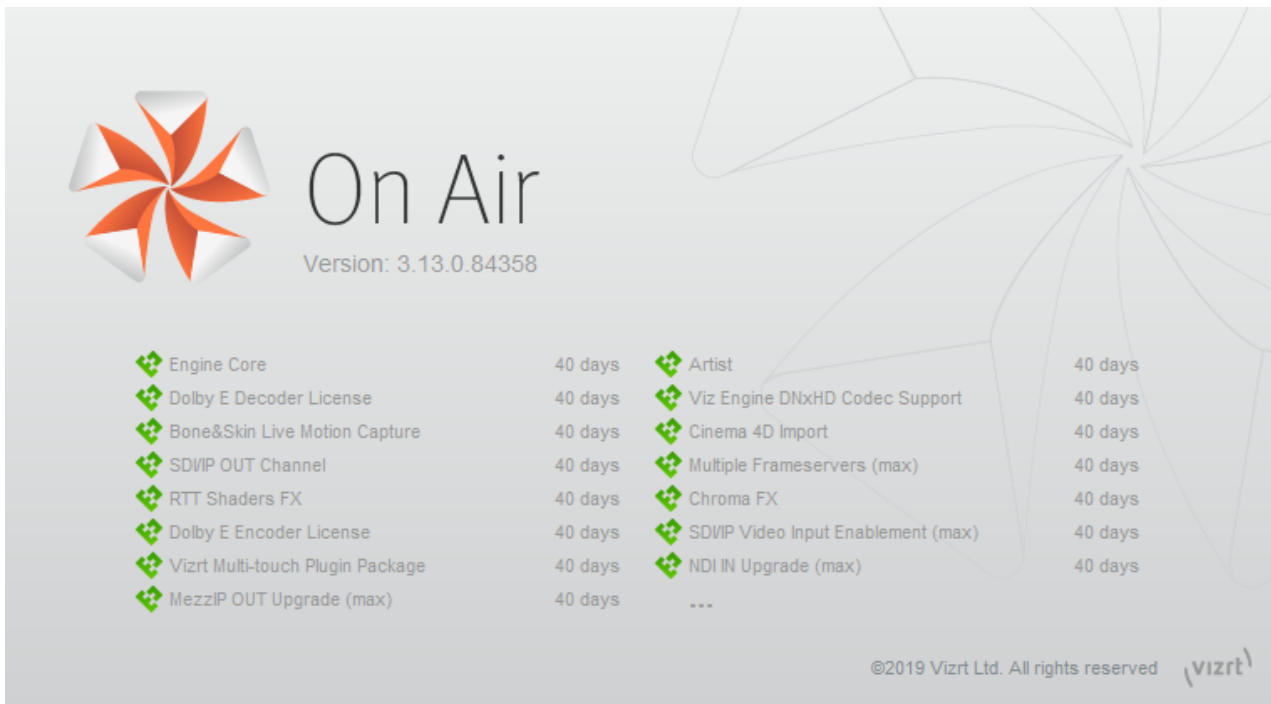 On Air
Version: 3.13.0.84358
Engine Core 40 days
Dolby E Decoder License 40 days
Bone&Skin Live Motion Capture 40 days
SDI/IP OUT Channel 40 days
RTT Shaders FX 40 days
Dolby E Encoder License 40 days
Vizrt Multi-touch Plugin Package 40 days
MezzIP OUT Upgrade (max) 40 days
Artist 40 days
Viz Engine DNxHD Codec Support 40 days
Cinema 4D Import 40 days
Multiple Frameservers (max) 40 days
Chroma FX 40 days
SDI/IP Video Input Enablement (max) 40 days
NDI IN Upgrade (max) 40 days
...
©2019 Vizrt Ltd. All rights reserved
vizrt